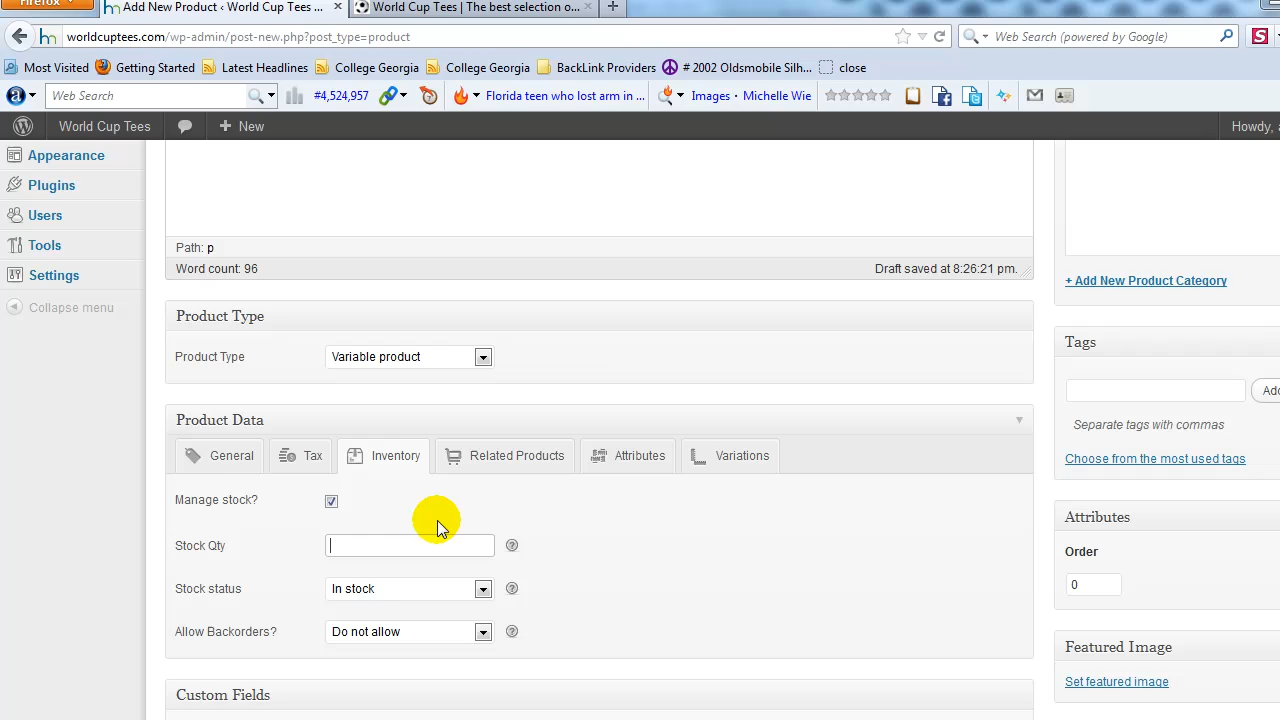 Firefox
Add New Product ‹ World Cup Tees ... ×
World Cup Tees | The best selection o... × +
worldcuptees.com/wp-admin/post-new.php?post_type=product
Web Search (powered by Google)
S
Most Visited Getting Started Latest Headlines College Georgia College Georgia BackLink Providers # 2002 Oldsmobile Silh... close
a Web Search #4,524,957 Florida teen who lost arm in ... Images · Michelle Wie
World Cup Tees + New Howdy, a
Appearance
Plugins
Users
Tools
Settings
Collapse menu
Path: p
Word count: 96 Draft saved at 8:26:21 pm.
Product Type
Product Type Variable product
Product Data
General Tax Inventory Related Products Attributes Variations
Manage stock?
Stock Qty ?
Stock status In stock ?
Allow Backorders? Do not allow ?
Custom Fields
+ Add New Product Category
Tags
Add
Separate tags with commas
Choose from the most used tags
Attributes
Order
0
Featured Image
Set featured image